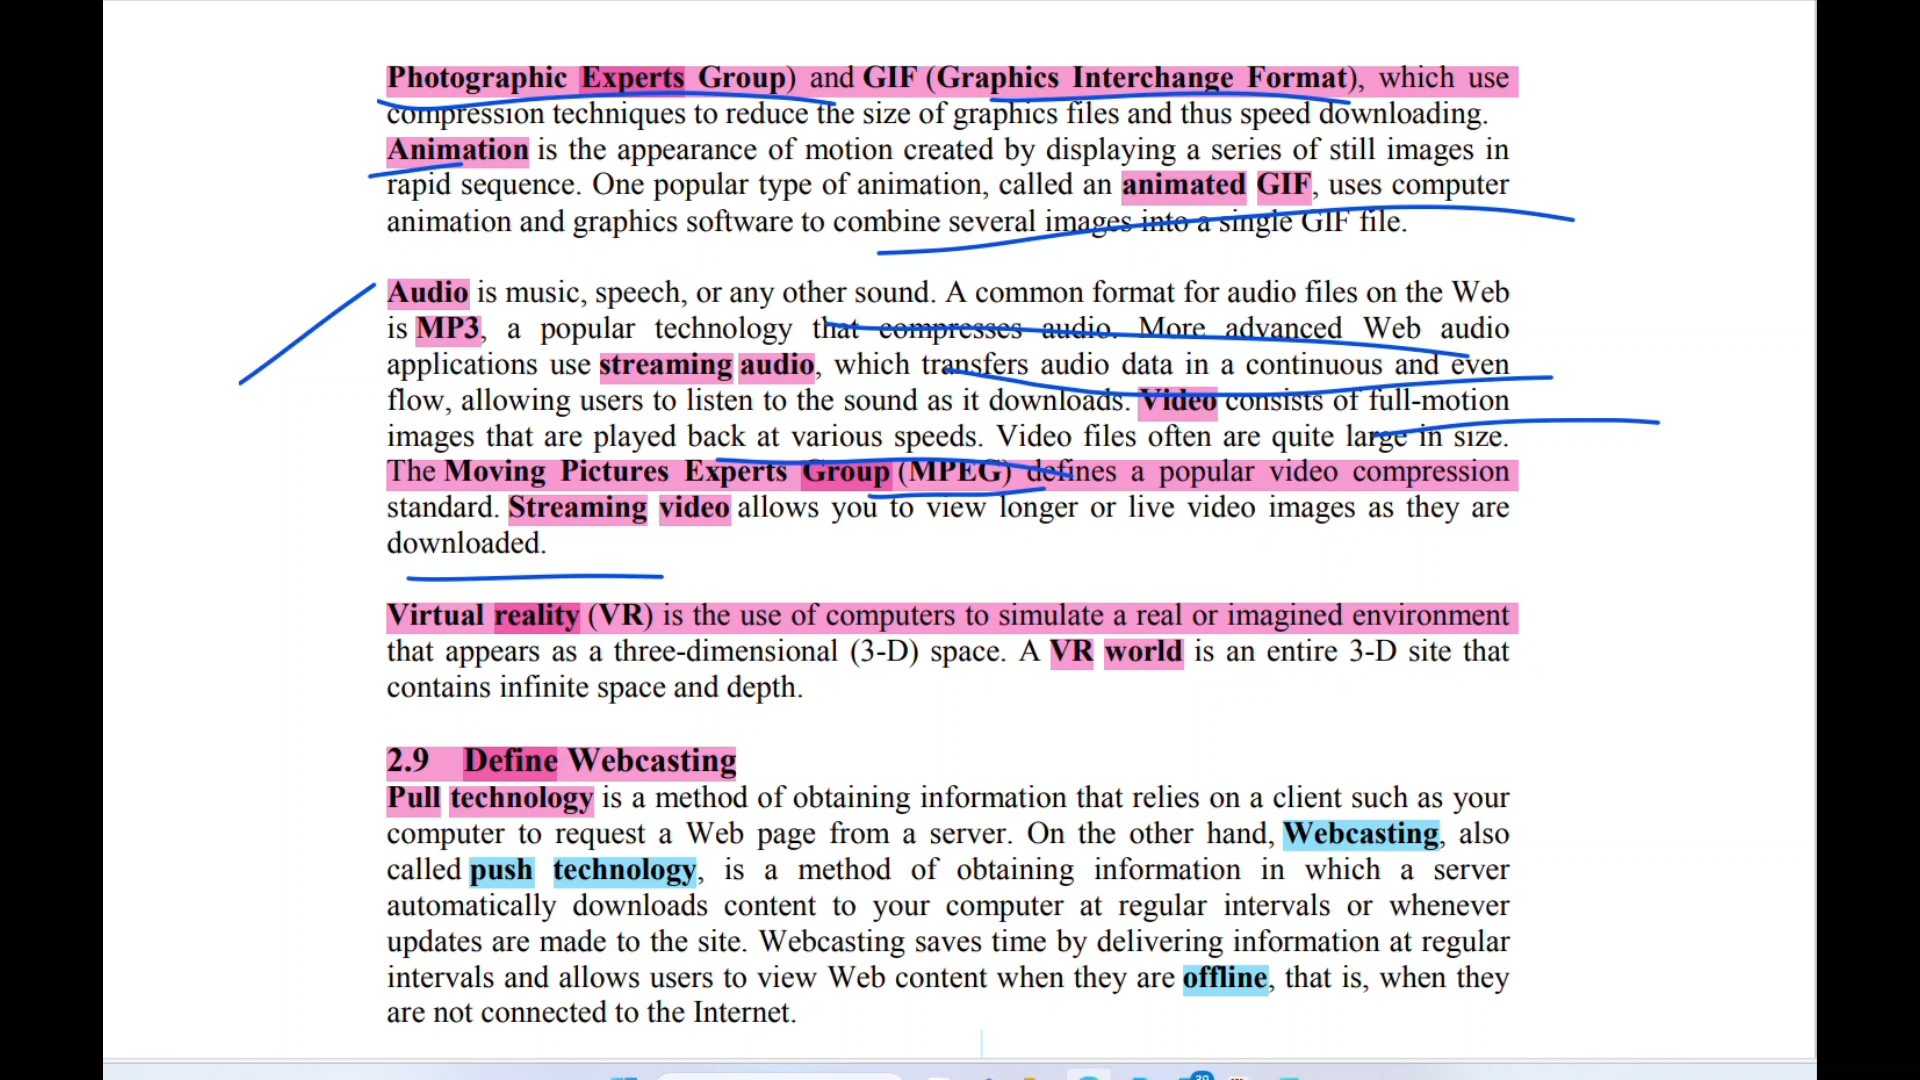 Photographic Experts Group) and GIF (Graphics Interchange Format), which use
compression techniques to reduce the size of graphics files and thus speed downloading.
Animation is the appearance of motion created by displaying a series of still images in
rapid sequence. One popular type of animation, called an animated GIF, uses computer
animation and graphics software to combine several images into a single GIF file.
Audio is music, speech, or any other sound. A common format for audio files on the Web
is MP3, a popular technology that compresses audio. More advanced Web audio
applications use streaming audio, which transfers audio data in a continuous and even
flow, allowing users to listen to the sound as it downloads. Video consists of full-motion
images that are played back at various speeds. Video files often are quite large in size.
The Moving Pictures Experts Group (MPEG) defines a popular video compression
standard. Streaming video allows you to view longer or live video images as they are
downloaded.
Virtual reality (VR) is the use of computers to simulate a real or imagined environment
that appears as a three-dimensional (3-D) space. A VR world is an entire 3-D site that
contains infinite space and depth.
2.9 Define Webcasting
Pull technology is a method of obtaining information that relies on a client such as your
computer to request a Web page from a server. On the other hand, Webcasting, also
called push technology, is a method of obtaining information in which a server
automatically downloads content to your computer at regular intervals or whenever
updates are made to the site. Webcasting saves time by delivering information at regular
intervals and allows users to view Web content when they are offline, that is, when they
are not connected to the Internet.